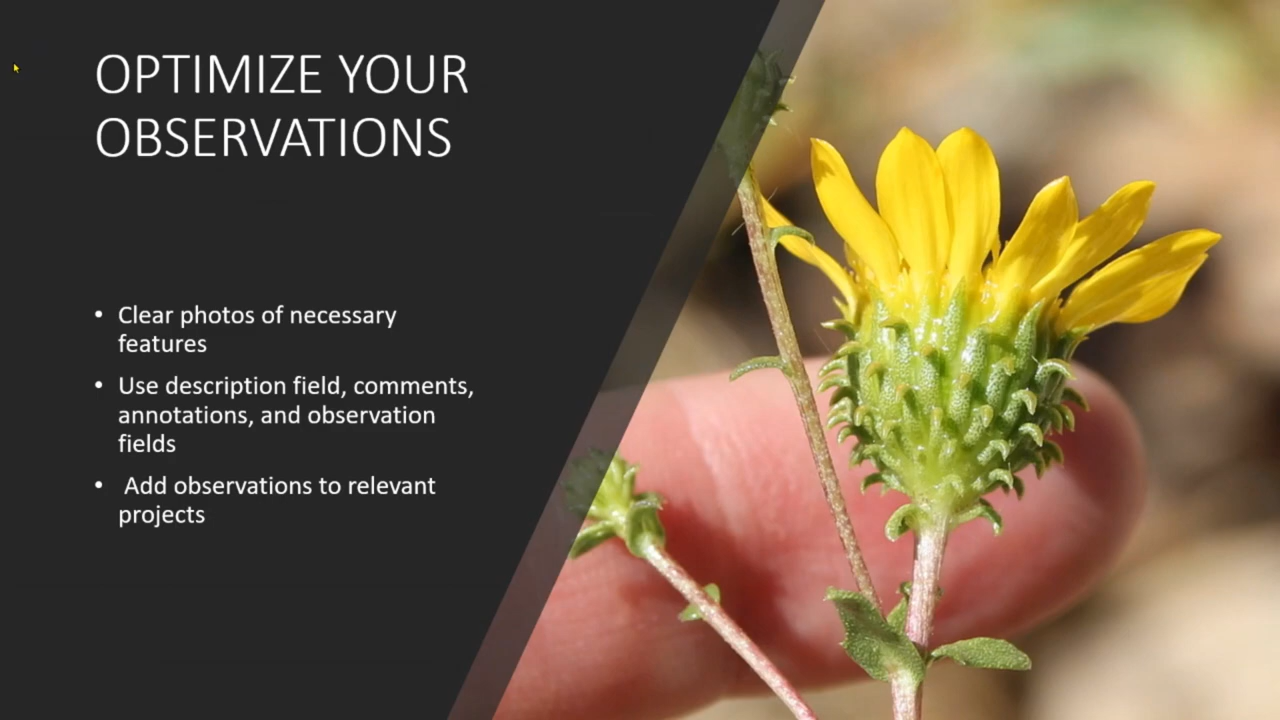 OPTIMIZE YOUR
OBSERVATIONS
• Clear photos of necessary
features
• Use description field, comments,
annotations, and observation
fields
• Add observations to relevant
projects